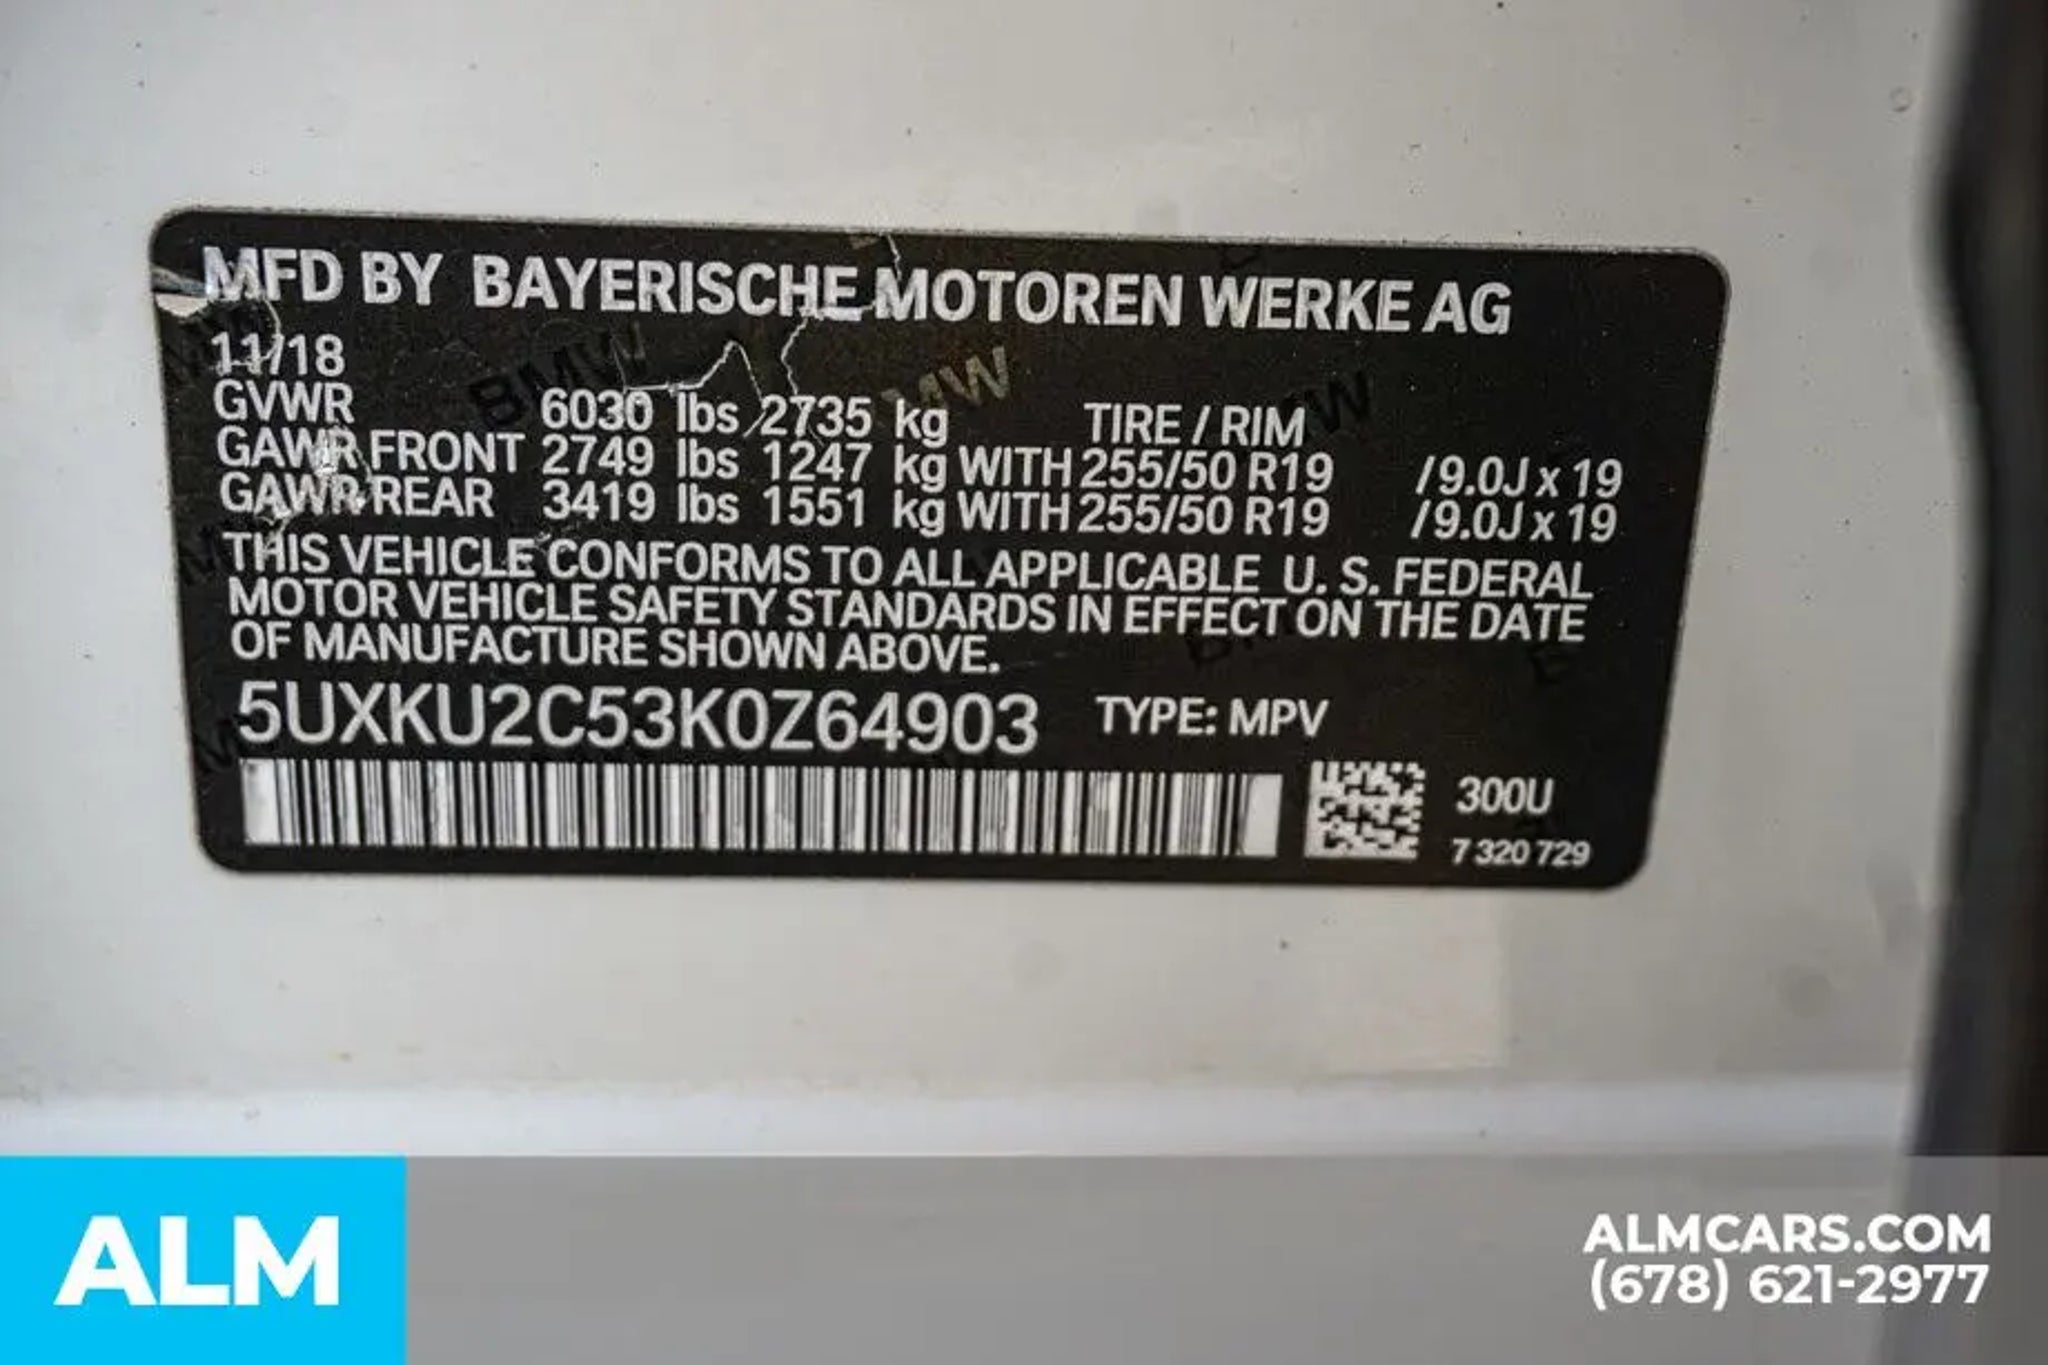 MFD BY BAYERISCHE MOTOREN WERKE AG
11/18
GVWR 6030 lbs 2735 kg TIRE / RIM
GAWR FRONT 2749 lbs 1247 kg WITH 255/50 R19 /9.0J x 19
GAWR REAR 3419 lbs 1551 kg WITH 255/50 R19 /9.0J x 19
THIS VEHICLE CONFORMS TO ALL APPLICABLE U. S. FEDERAL
MOTOR VEHICLE SAFETY STANDARDS IN EFFECT ON THE DATE
OF MANUFACTURE SHOWN ABOVE.
5UXKU2C53K0Z64903 TYPE: MPV
300U
7 320 729
ALM
ALMCARS.COM
(678) 621-2977